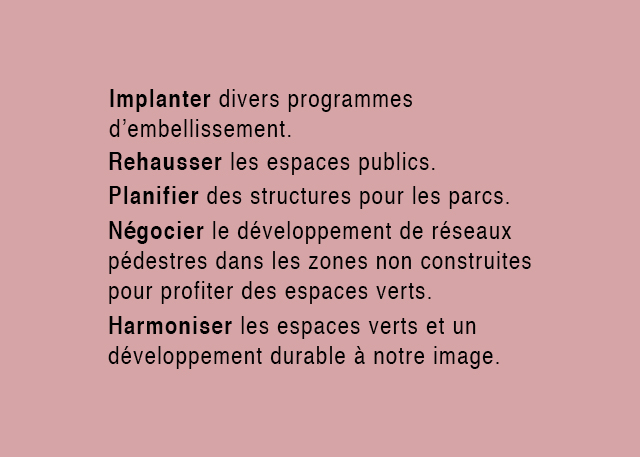 Implanter divers programmes
d’embellissement.
Rehausser les espaces publics.
Planifier des structures pour les parcs.
Négocier le développement de réseaux
pédestres dans les zones non construites
pour profiter des espaces verts.
Harmoniser les espaces verts et un
développement durable à notre image.